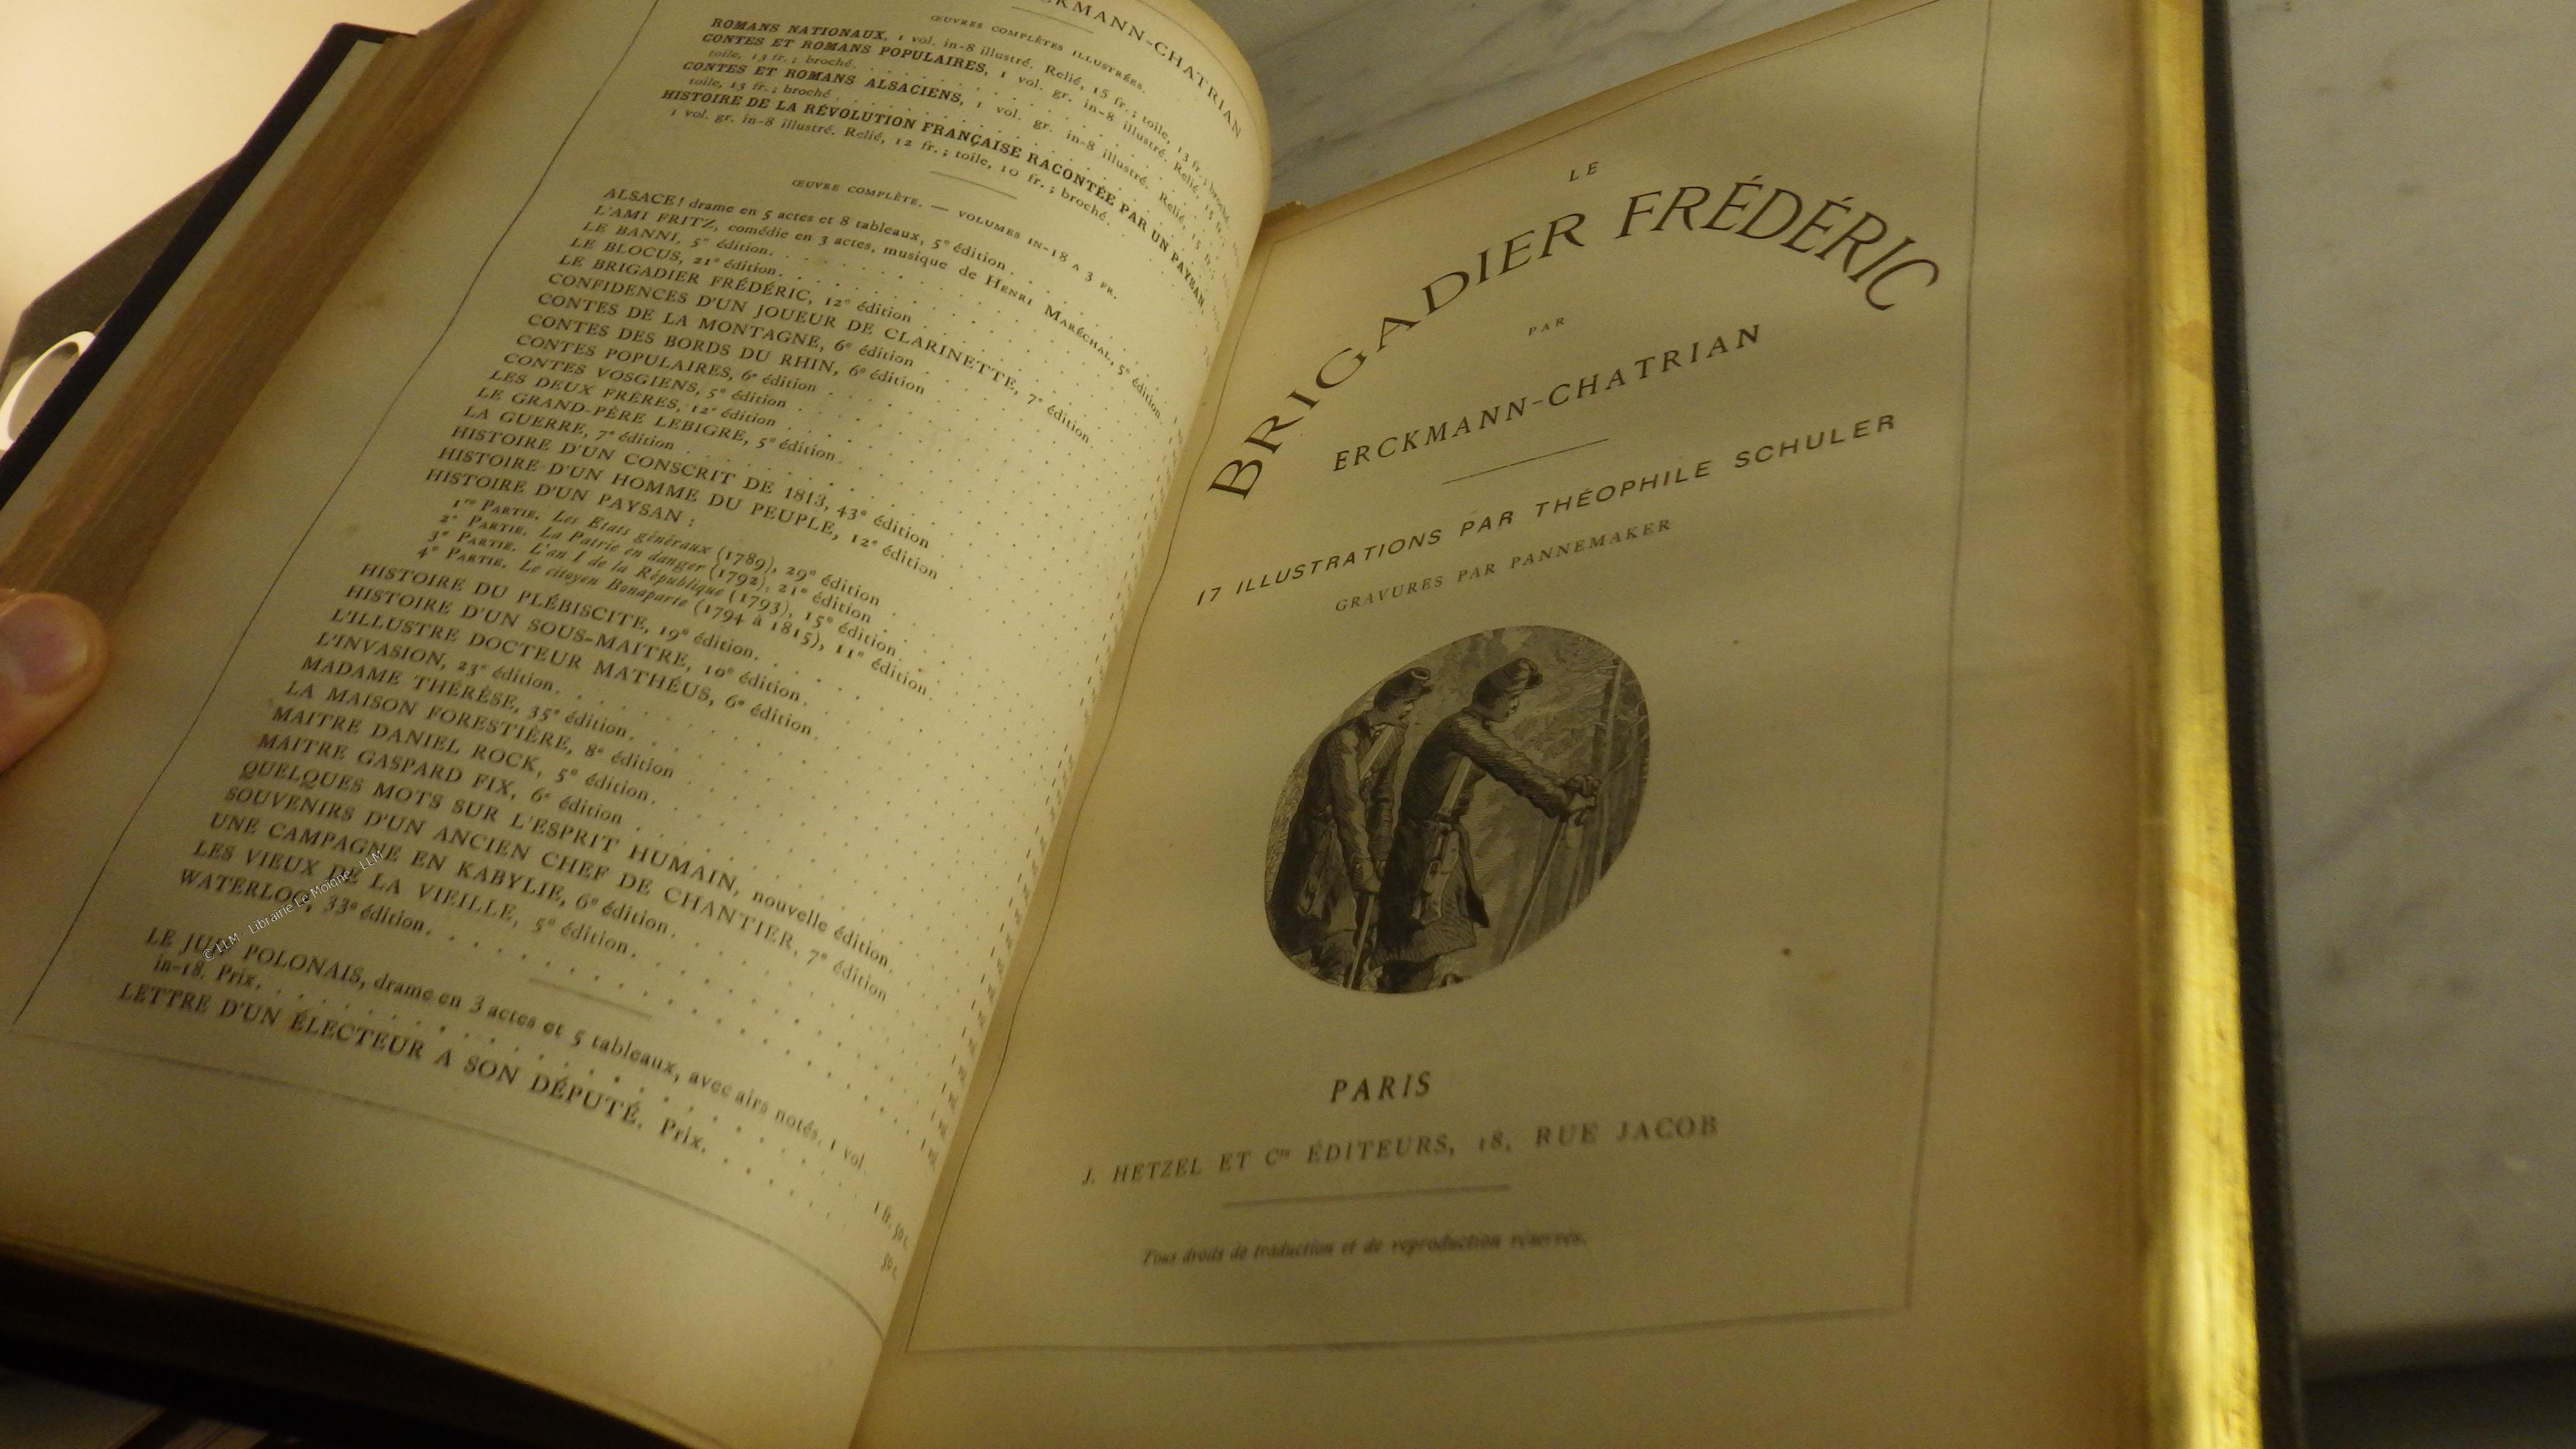 ERCKMANN-CHATRIAN
ŒUVRES COMPLÈTES ILLUSTRÉES.
ROMANS NATIONAUX, 1 vol. in-8 illustré. Relié, 15 fr.; toile, 13 fr.; broché.
CONTES ET ROMANS POPULAIRES, 1 vol. gr. in-8 illustré. Relié, 15 fr.;
toile, 13 fr.; broché.
CONTES ET ROMANS ALSACIENS, 1 vol. gr. in-8 illustré. Relié, 15 fr.;
toile, 13 fr.; broché
HISTOIRE DE LA RÉVOLUTION FRANÇAISE RACONTÉE PAR UN PAYSAN,
1 vol. gr. in-8 illustré. Relié, 12 fr.; toile, 10 fr.; broché.
ŒUVRE COMPLÈTE. — VOLUMES IN-18 A 3 FR.
ALSACE! drame en 5 actes et 8 tableaux, 5e édition.
L'AMI FRITZ, comédie en 3 actes, musique de HENRI MARÉCHAL, 5e édition
LE BANNI, 5e édition.
LE BLOCUS, 21e édition.
LE BRIGADIER FRÉDÉRIC, 12e édition
CONFIDENCES D'UN JOUEUR DE CLARINETTE, 7e édition.
CONTES DE LA MONTAGNE, 6e édition
CONTES DES BORDS DU RHIN, 6e édition
CONTES POPULAIRES, 6e édition
CONTES VOSGIENS, 5e édition
LES DEUX FRÈRES, 12e édition
LE GRAND-PÈRE LEBIGRE, 5e édition.
LA GUERRE, 7e édition
HISTOIRE D'UN CONSCRIT DE 1813, 43e édition
HISTOIRE D'UN HOMME DU PEUPLE, 12e édition
HISTOIRE D'UN PAYSAN :
1re PARTIE. Les Etats généraux (1789), 29e édition
2e PARTIE. La Patrie en danger (1792), 21e édition
3e PARTIE. L'an I de la République (1793), 15e édition
4e PARTIE. Le citoyen Bonaparte (1794 à 1815), 11e édition
HISTOIRE DU PLÉBISCITE, 19e édition.
HISTOIRE D'UN SOUS-MAITRE, 10e édition
L'ILLUSTRE DOCTEUR MATHÉUS, 6e édition.
L'INVASION, 23e édition.
MADAME THÉRÈSE, 35e édition.
LA MAISON FORESTIÈRE, 8e édition
MAITRE DANIEL ROCK, 5e édition.
MAITRE GASPARD FIX, 6e édition
QUELQUES MOTS SUR L'ESPRIT HUMAIN, nouvelle édition.
SOUVENIRS D'UN ANCIEN CHEF DE CHANTIER, 7e édition
UNE CAMPAGNE EN KABYLIE, 6e édition.
LES VIEUX DE LA VIEILLE, 5e édition.
WATERLOO, 33e édition.
LE JUIF POLONAIS, drame en 3 actes et 5 tableaux, avec airs notés, 1 vol.
in-18. Prix. 1 fr. 50 c.
LETTRE D'UN ÉLECTEUR A SON DÉPUTÉ. Prix. 50 c.
© LLM - Librairie Le Moigne LLM
LE
BRIGADIER FRÉDÉRIC
PAR
ERCKMANN-CHATRIAN
17 ILLUSTRATIONS PAR THÉOPHILE SCHULER
GRAVURES PAR PANNEMAKER
PARIS
J. HETZEL ET Cie ÉDITEURS, 18, RUE JACOB
Tous droits de traduction et de reproduction réservés.